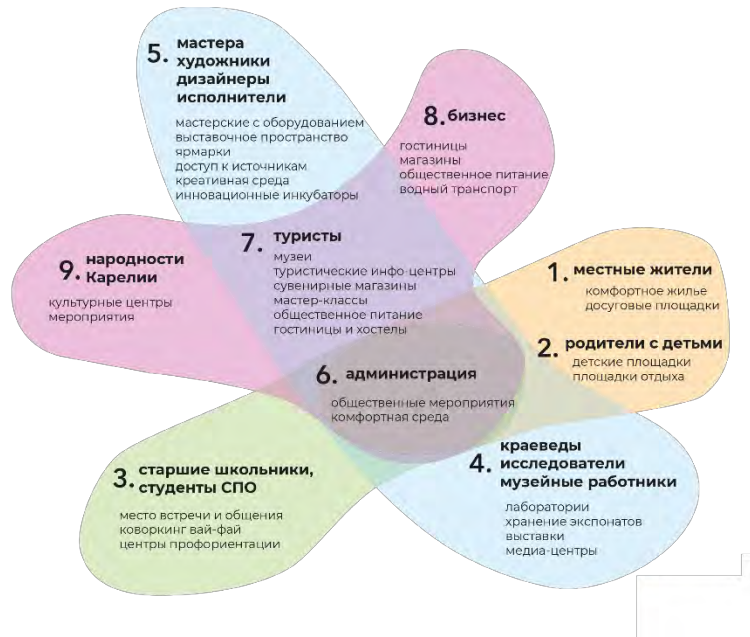 5. мастера
художники
дизайнеры
исполнители
мастерские с оборудованием
выставочное пространство
ярмарки
доступ к источникам
креативная среда
инновационные инкубаторы
8. бизнес
гостиницы
магазины
общественное питание
водный транспорт
9. народности
Карелии
культурные центры
мероприятия
7. туристы
музеи
туристические инфо-центры
сувенирные магазины
мастер-классы
общественное питание
гостиницы и хостелы
1. местные жители
комфортное жилье
досуговые площадки
2. родители с детьми
детские площадки
площадки отдыха
6. администрация
общественные мероприятия
комфортная среда
3. старшие школьники,
студенты СПО
место встречи и общения
коворкинг вай-фай
центры профориентации
4. краеведы
исследователи
музейные работники
лаборатории
хранение экспонатов
выставки
медиа-центры